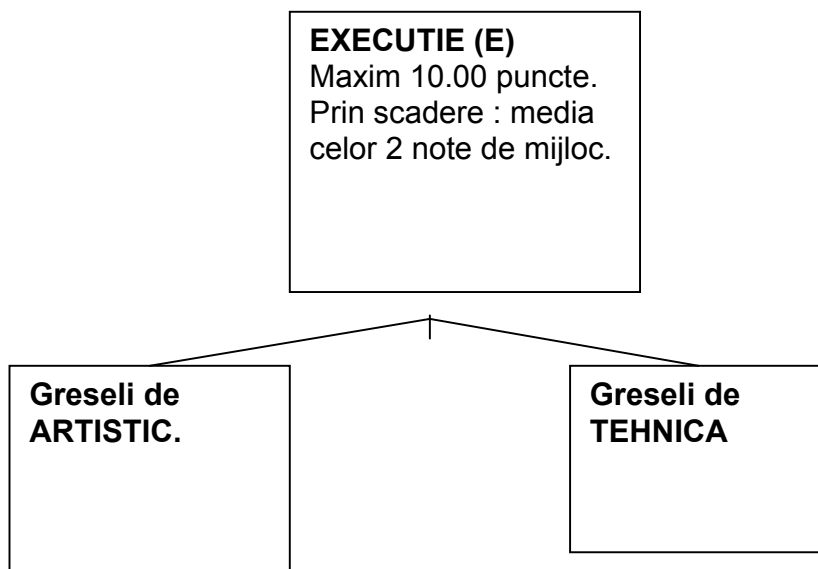 EXECUTIE (E)
Maxim 10.00 puncte.
Prin scadere : media
celor 2 note de mijloc.
Greseli de
ARTISTIC.
Greseli de
TEHNICA